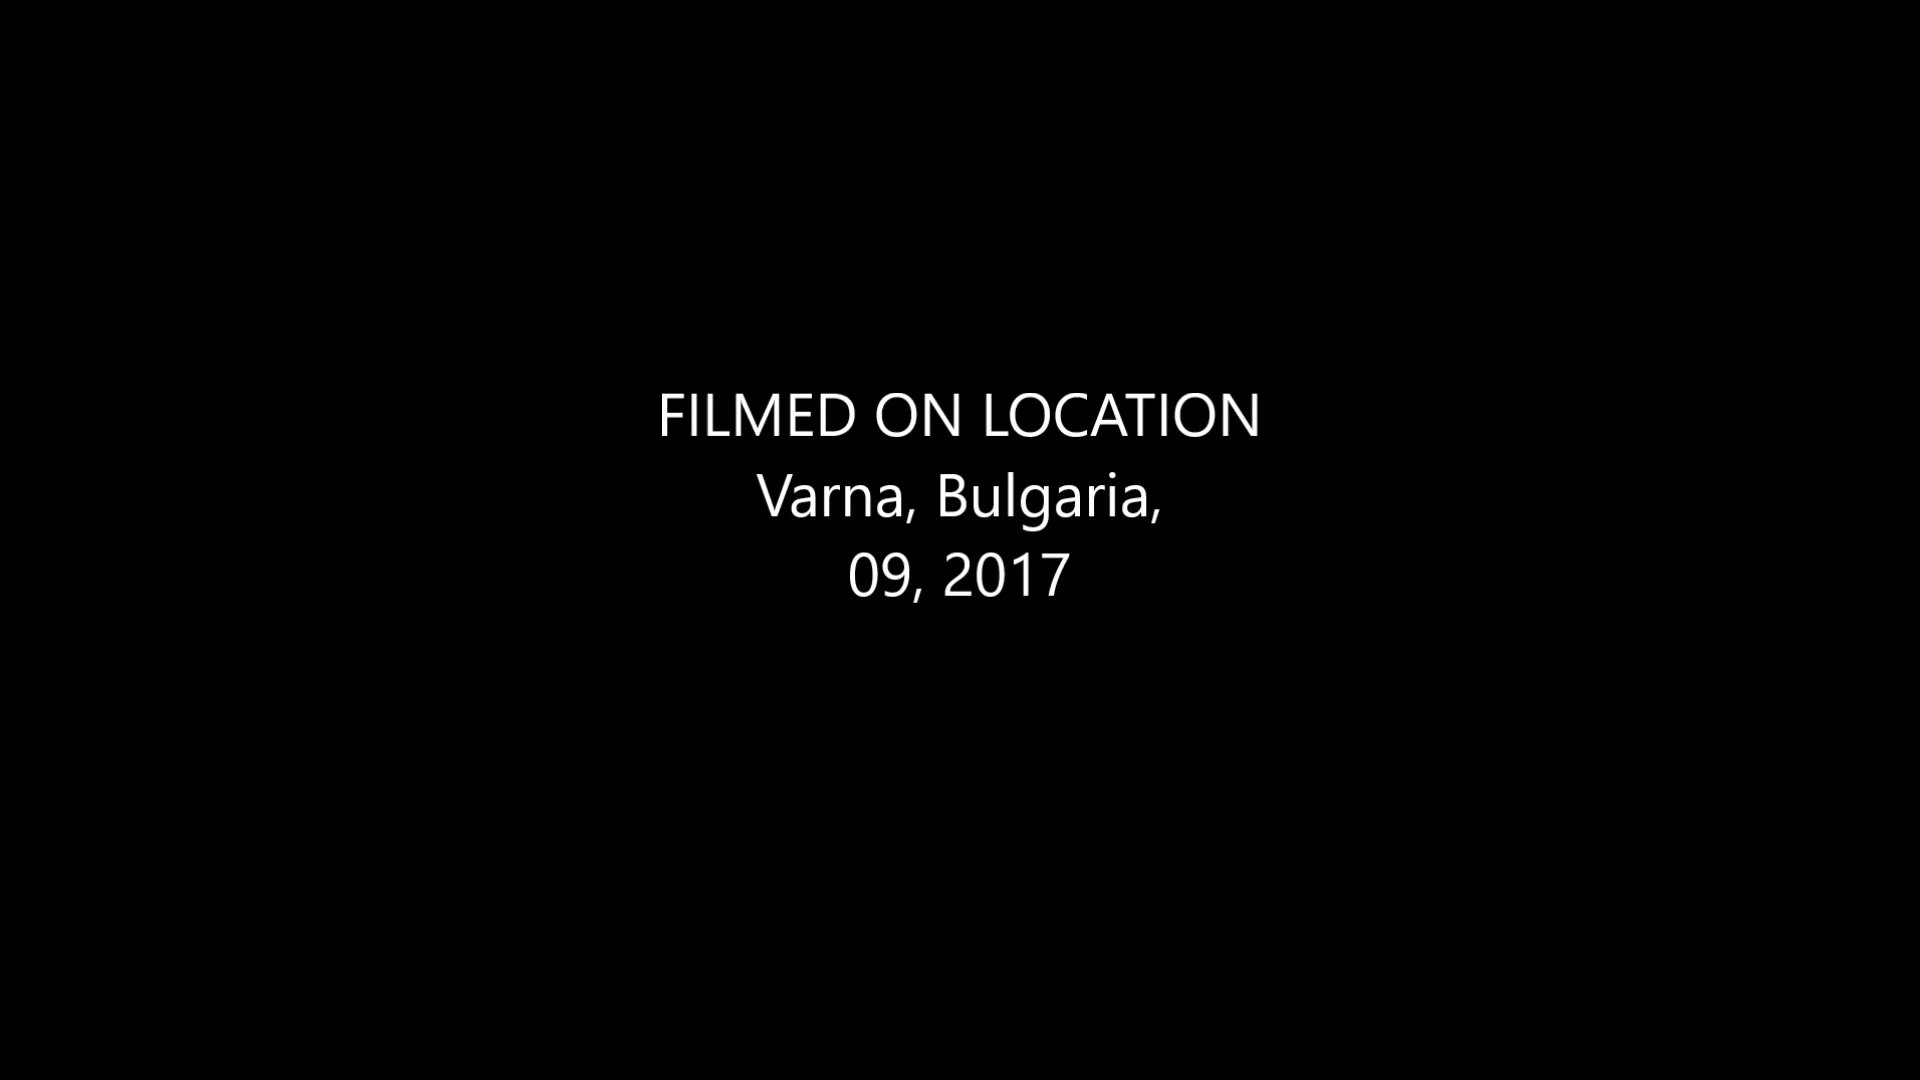 FILMED ON LOCATION
Varna, Bulgaria,
09, 2017